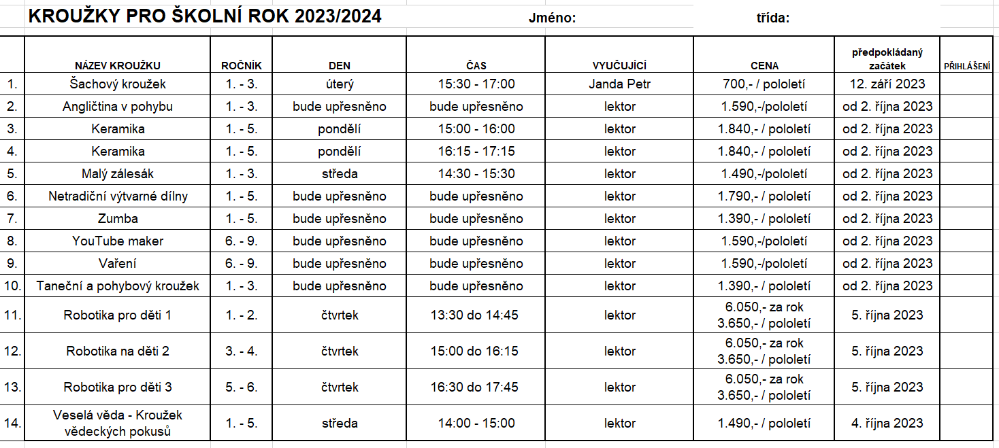 KROUŽKY PRO ŠKOLNÍ ROK 2023/2024 Jméno: třída:
NÁZEV KROUŽKU ROČNÍK DEN ČAS VYUČUJÍCÍ CENA předpokládaný začátek PŘIHLÁŠENÍ
1. Šachový kroužek 1. - 3. úterý 15:30 - 17:00 Janda Petr 700,- / pololetí 12. září 2023
2. Angličtina v pohybu 1. - 3. bude upřesněno bude upřesněno lektor 1.590,-/pololetí od 2. října 2023
3. Keramika 1. - 5. pondělí 15:00 - 16:00 lektor 1.840,- / pololetí od 2. října 2023
4. Keramika 1. - 5. pondělí 16:15 - 17:15 lektor 1.840,- / pololetí od 2. října 2023
5. Malý zálesák 1. - 3. středa 14:30 - 15:30 lektor 1.490,-/pololetí od 2. října 2023
6. Netradiční výtvarné dílny 1. - 5. bude upřesněno bude upřesněno lektor 1.790,- / pololetí od 2. října 2023
7. Zumba 1. - 5. bude upřesněno bude upřesněno lektor 1.390,- / pololetí od 2. října 2023
8. YouTube maker 6. - 9. bude upřesněno bude upřesněno lektor 1.590,-/pololetí od 2. října 2023
9. Vaření 6. - 9. bude upřesněno bude upřesněno lektor 1.590,-/pololetí od 2. října 2023
10. Taneční a pohybový kroužek 1. - 3. bude upřesněno bude upřesněno lektor 1.390,- / pololetí od 2. října 2023
11. Robotika pro děti 1 1. - 2. čtvrtek 13:30 do 14:45 lektor 6.050,- za rok 3.650,- / pololetí 5. října 2023
12. Robotika na děti 2 3. - 4. čtvrtek 15:00 do 16:15 lektor 6.050,- za rok 3.650,- / pololetí 5. října 2023
13. Robotika pro děti 3 5. - 6. čtvrtek 16:30 do 17:45 lektor 6.050,- za rok 3.650,- / pololetí 5. října 2023
14. Veselá věda - Kroužek vědeckých pokusů 1. - 5. středa 14:00 - 15:00 lektor 1.490,- / pololetí 4. října 2023